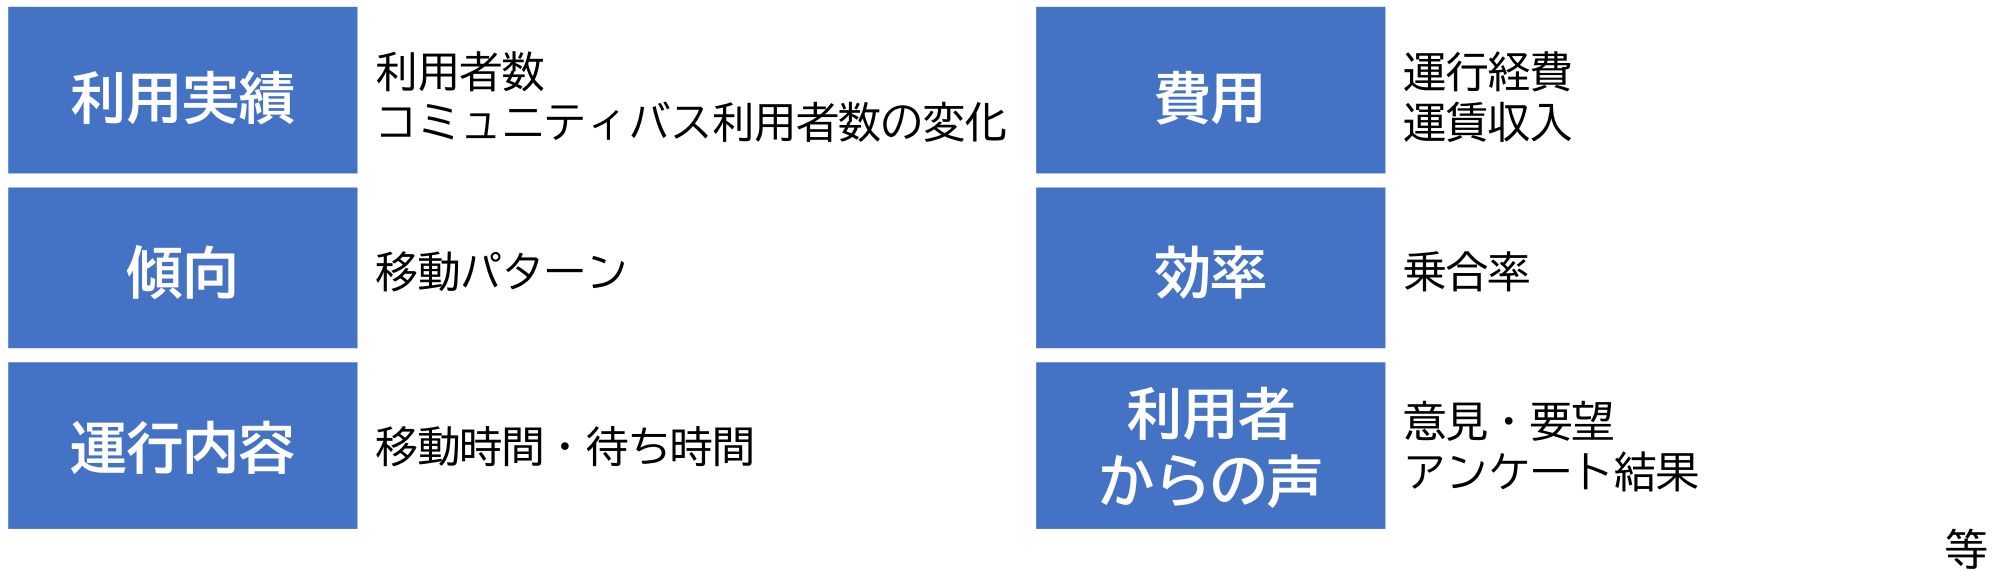 利用実績
利用者数
コミュニティバス利用者数の変化
傾向
移動パターン
運行内容
移動時間・待ち時間
費用
運行経費
運賃収入
効率
乗合率
利用者
からの声
意見・要望
アンケート結果
等